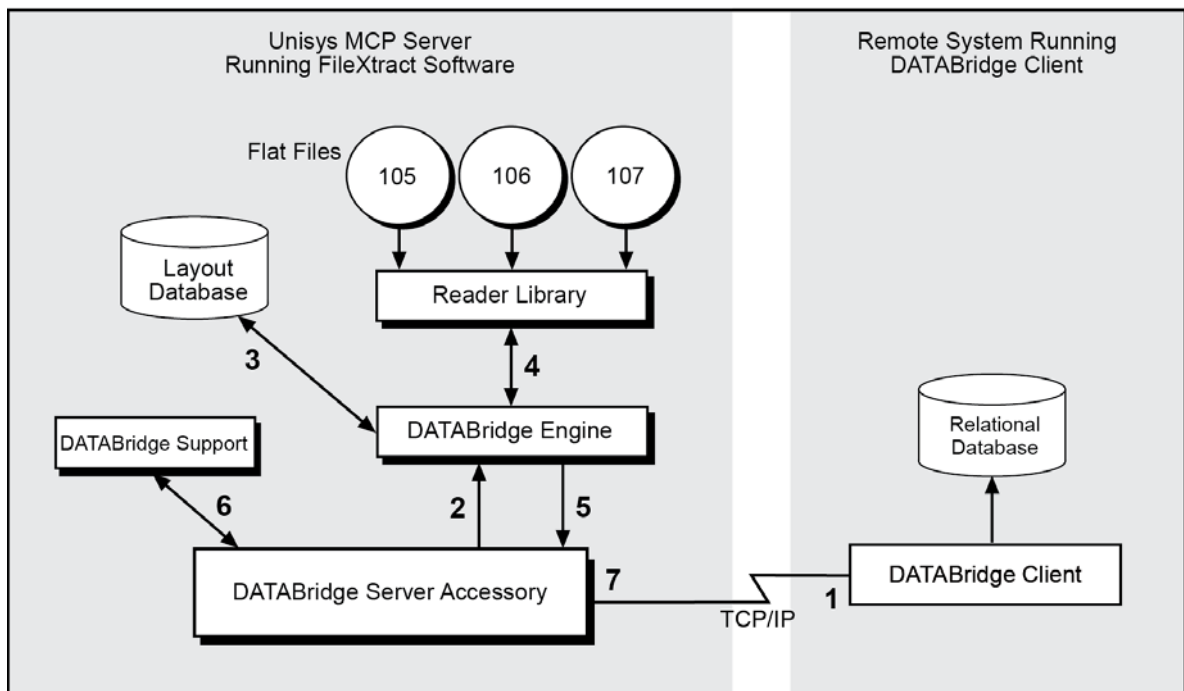 Unisys MCP Server
Running FileXtract Software
Remote System Running
DATABridge Client
Flat Files
105
106
107
Layout
Database
Reader Library
3
4
DATABridge Support
DATABridge Engine
Relational
Database
6
2
5
DATABridge Server Accessory
7
TCP/IP
1
DATABridge Client